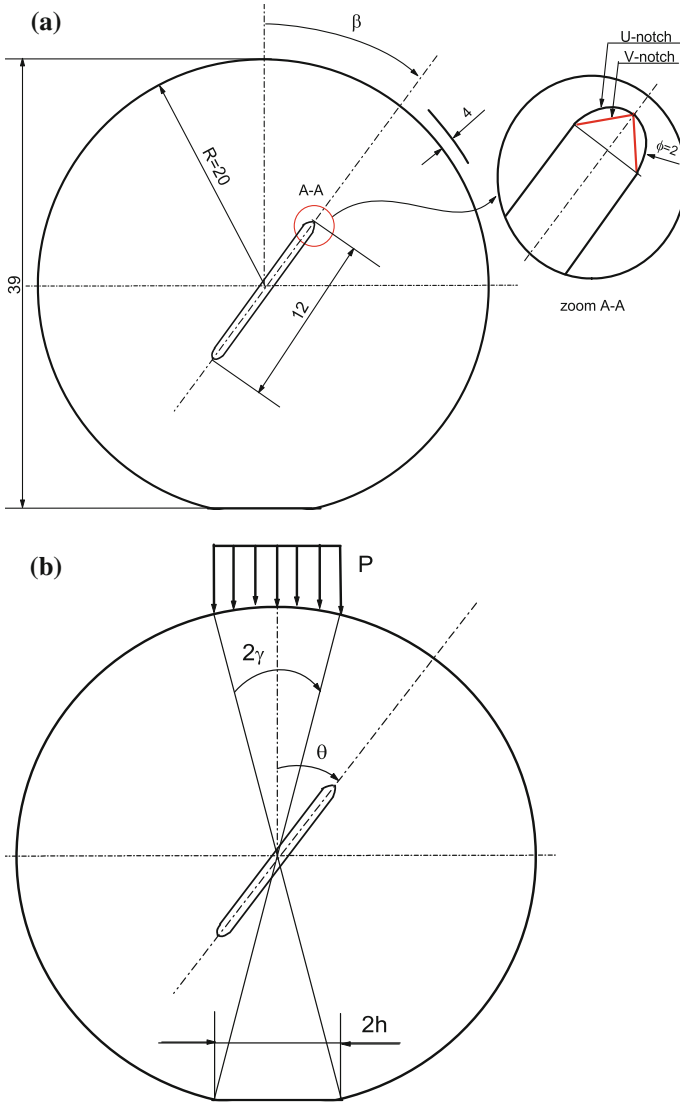 (a)
β
U-notch
V-notch
4
ϕ=2
R=20
A-A
39
12
zoom A-A
(b)
P
2γ
θ
2h